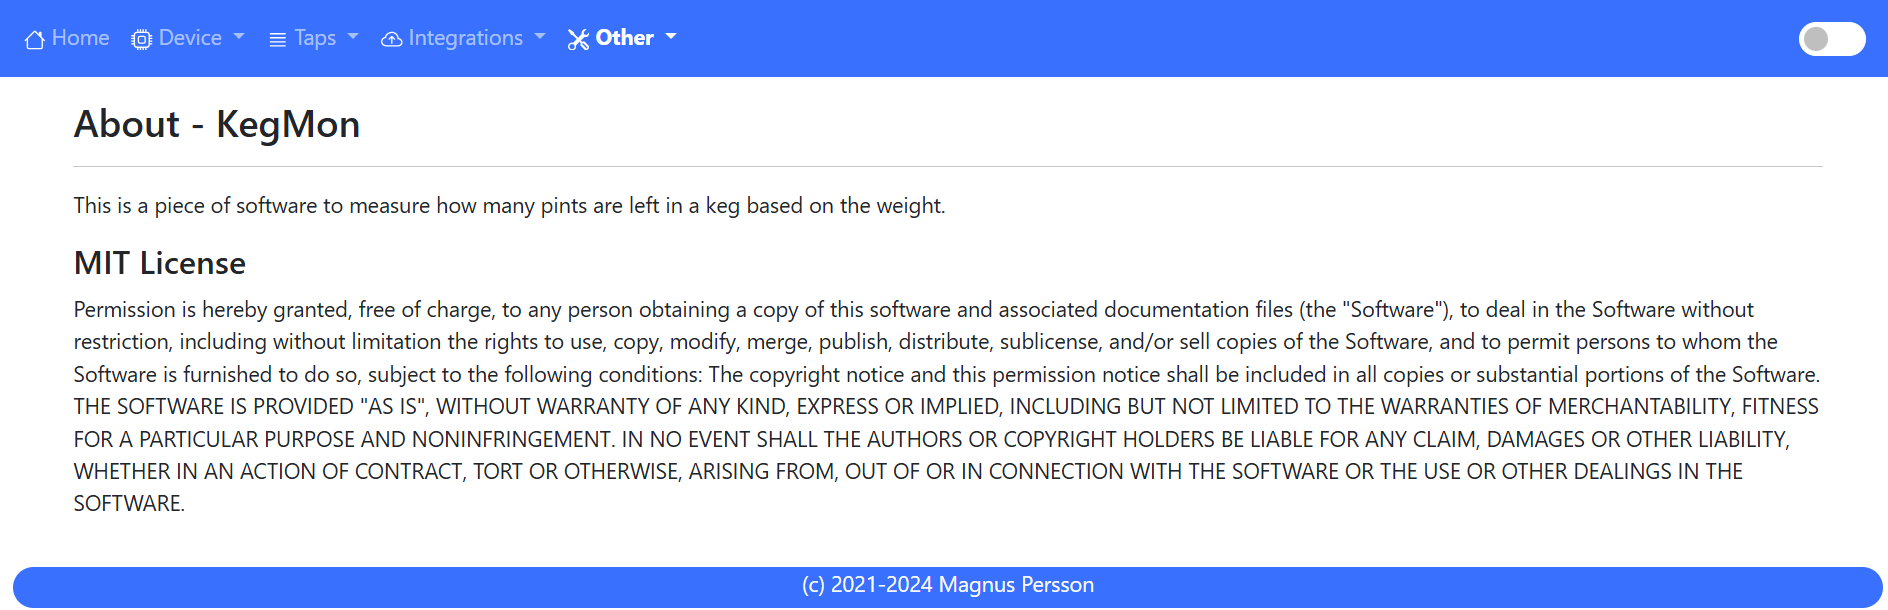 Home Device Taps Integrations Other
About - KegMon
This is a piece of software to measure how many pints are left in a keg based on the weight.
MIT License
Permission is hereby granted, free of charge, to any person obtaining a copy of this software and associated documentation files (the "Software"), to deal in the Software without
restriction, including without limitation the rights to use, copy, modify, merge, publish, distribute, sublicense, and/or sell copies of the Software, and to permit persons to whom the
Software is furnished to do so, subject to the following conditions: The copyright notice and this permission notice shall be included in all copies or substantial portions of the Software.
THE SOFTWARE IS PROVIDED "AS IS", WITHOUT WARRANTY OF ANY KIND, EXPRESS OR IMPLIED, INCLUDING BUT NOT LIMITED TO THE WARRANTIES OF MERCHANTABILITY, FITNESS
FOR A PARTICULAR PURPOSE AND NONINFRINGEMENT. IN NO EVENT SHALL THE AUTHORS OR COPYRIGHT HOLDERS BE LIABLE FOR ANY CLAIM, DAMAGES OR OTHER LIABILITY,
WHETHER IN AN ACTION OF CONTRACT, TORT OR OTHERWISE, ARISING FROM, OUT OF OR IN CONNECTION WITH THE SOFTWARE OR THE USE OR OTHER DEALINGS IN THE
SOFTWARE.
(c) 2021-2024 Magnus Persson